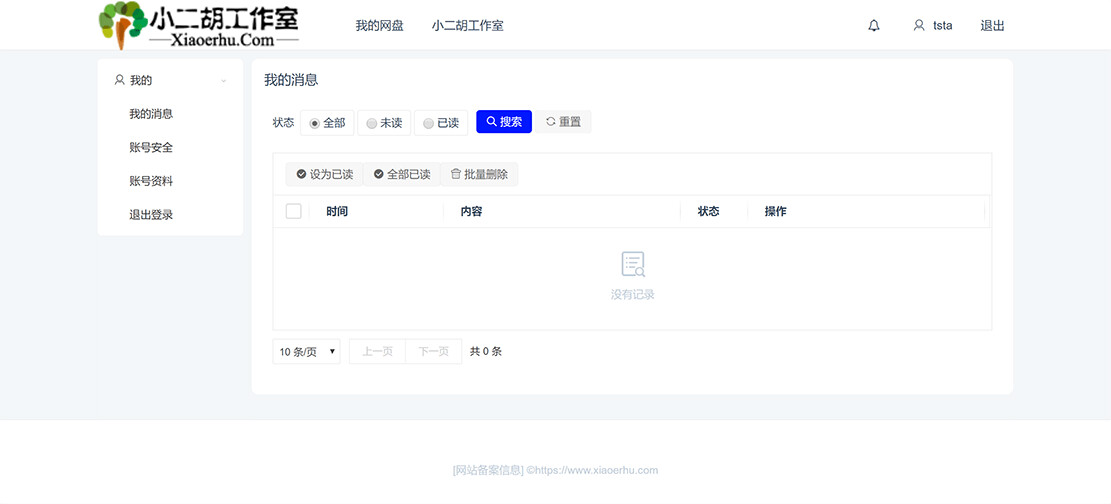 小二胡工作室
Xiaoerhu.Com
我的网盘 小二胡工作室 tsta 退出
我的
我的消息
账号安全
账号资料
退出登录
我的消息
状态 全部 未读 已读 搜索 重置
设为已读 全部已读 批量删除
时间 内容 状态 操作
没有记录
10 条/页 上一页 下一页 共 0 条
[网站备案信息] ©https://www.xiaoerhu.com